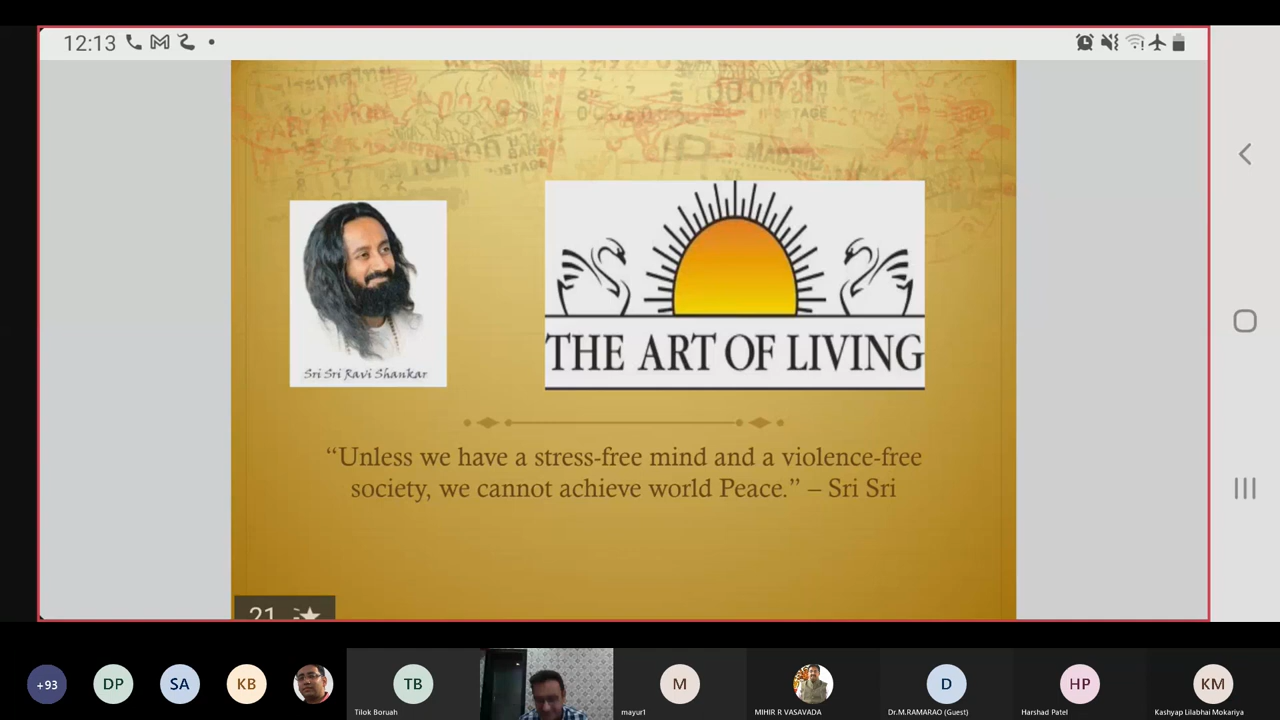 12:13
Sri Sri Ravi Shankar
THE ART OF LIVING
“Unless we have a stress-free mind and a violence-free
society, we cannot achieve world Peace.” – Sri Sri
21
+93
DP
SA
KB
TB
M
D
HP
KM
Tilok Boruah
mayur1
MIHIR R VASAVADA
Dr.M.RAMARAO (Guest)
Harshad Patel
Kashyap Lilabhai Mokariya